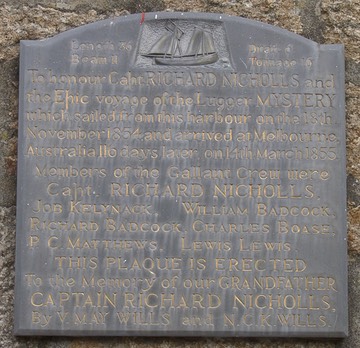 Length 36 Draft 6
Beam 11 Tonnage 16
To honour Capt RICHARD NICHOLLS and
the Epic voyage of the Lugger MYSTERY
which sailed from this harbour on the 18th
November 1854 and arrived at Melbourne
Australia 116 days later on 14th March 1855
Members of the Gallant Crew were
Capt. RICHARD NICHOLLS.
JOB KELYNACK. WILLIAM BADCOCK.
RICHARD BADCOCK. CHARLES BOASE.
P. C. MATTHEWS. LEWIS LEWIS
THIS PLAQUE IS ERECTED
To the Memory of our GRANDFATHER
CAPTAIN RICHARD NICHOLLS.
By V. MAY WILLS and N.C.K. WILLS.